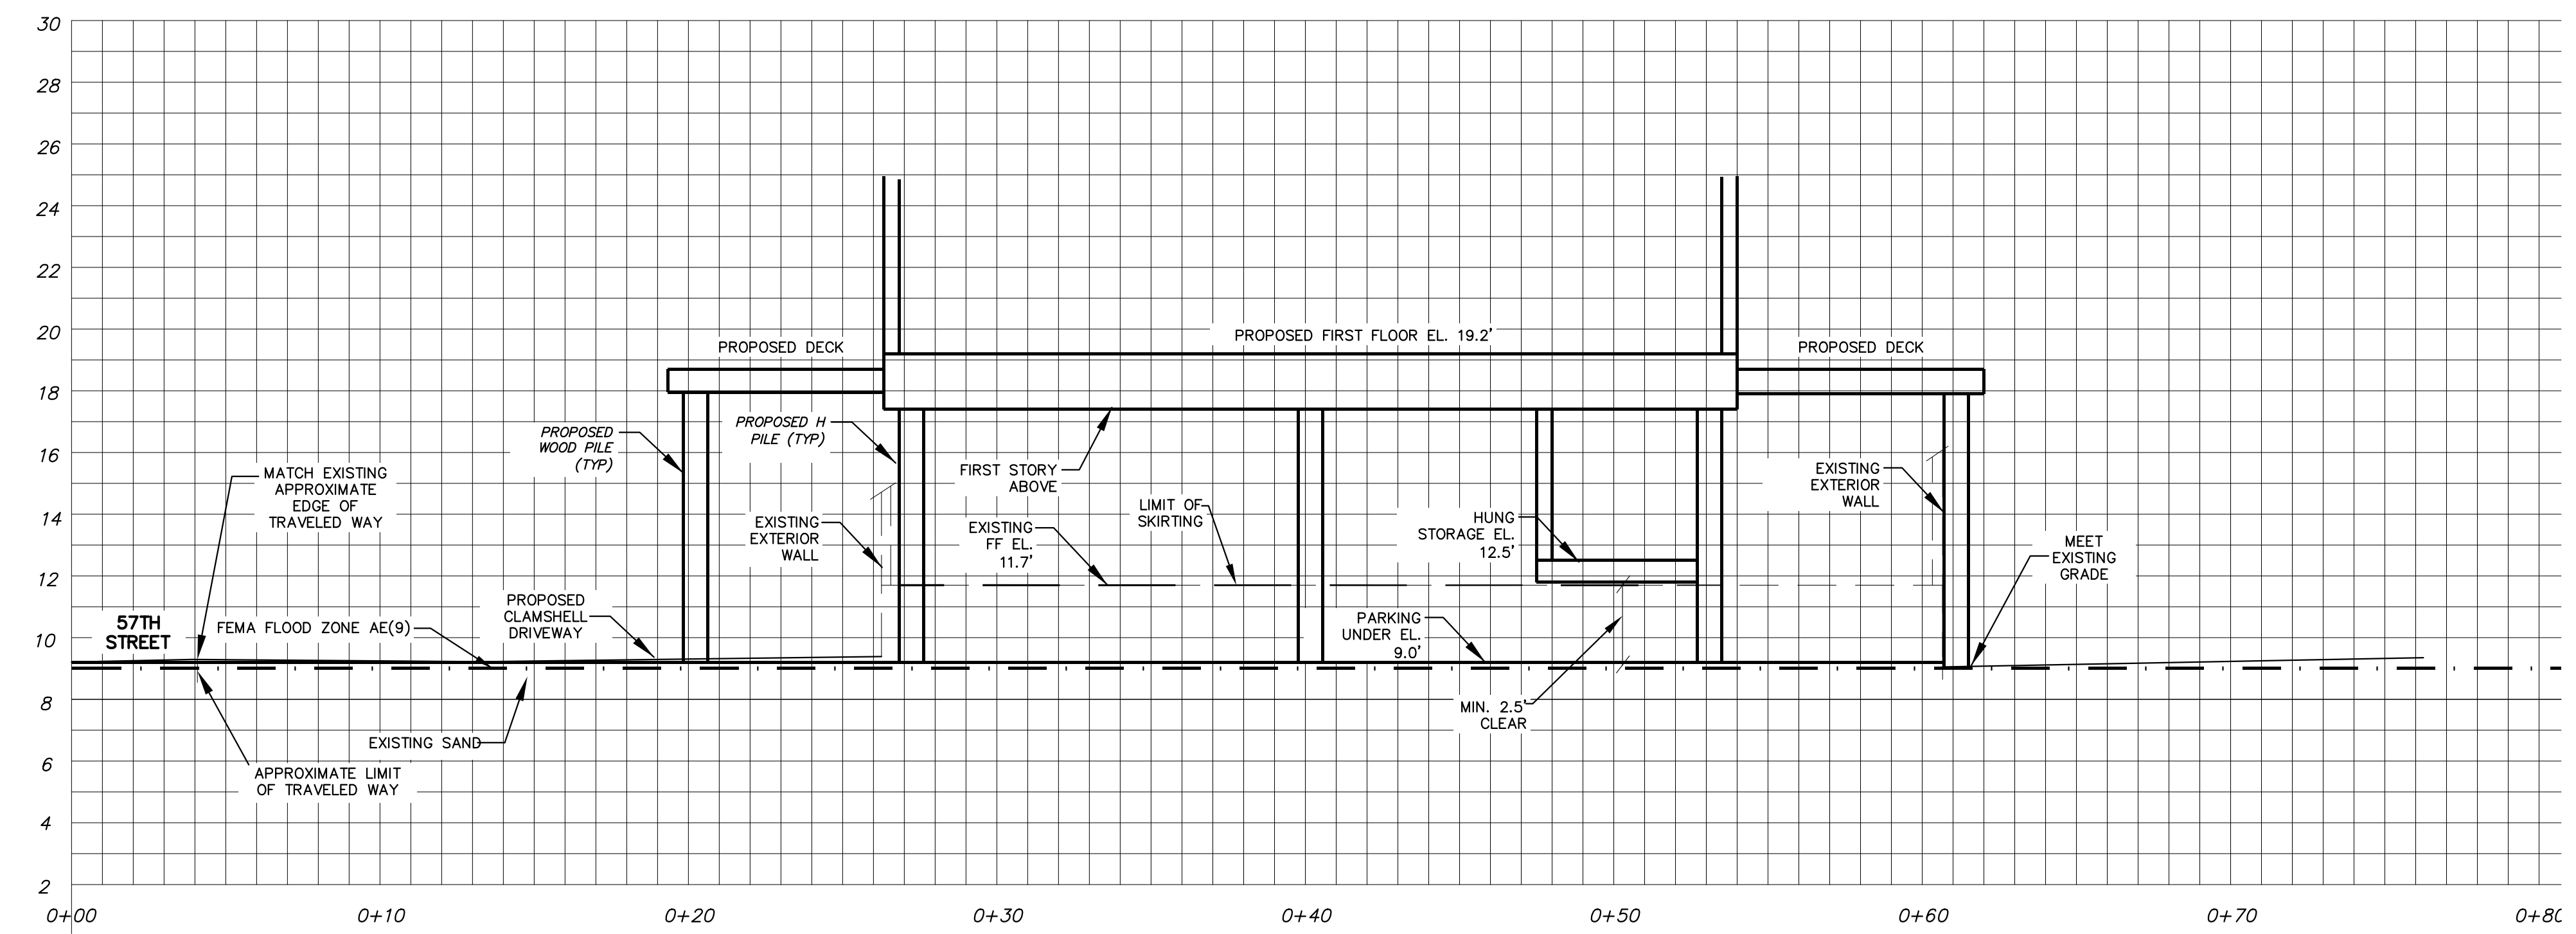 30
28
26
24
22
20
18
16
14
12
10
8
6
4
2
PROPOSED FIRST FLOOR EL. 19.2'
PROPOSED DECK
PROPOSED DECK
PROPOSED H
PILE (TYP)
PROPOSED
WOOD PILE
(TYP)
MATCH EXISTING
APPROXIMATE
EDGE OF
TRAVELED WAY
FIRST STORY
ABOVE
EXISTING
EXTERIOR
WALL
LIMIT OF
SKIRTING
EXISTING
EXTERIOR
WALL
EXISTING
FF EL.
11.7'
HUNG
STORAGE EL.
12.5'
MEET
EXISTING
GRADE
PROPOSED
CLAMSHELL
DRIVEWAY
57TH
STREET
FEMA FLOOD ZONE AE(9)
PARKING
UNDER EL.
9.0'
MIN. 2.5'
CLEAR
EXISTING SAND
APPROXIMATE LIMIT
OF TRAVELED WAY
0+00 0+10 0+20 0+30 0+40 0+50 0+60 0+70 0+80